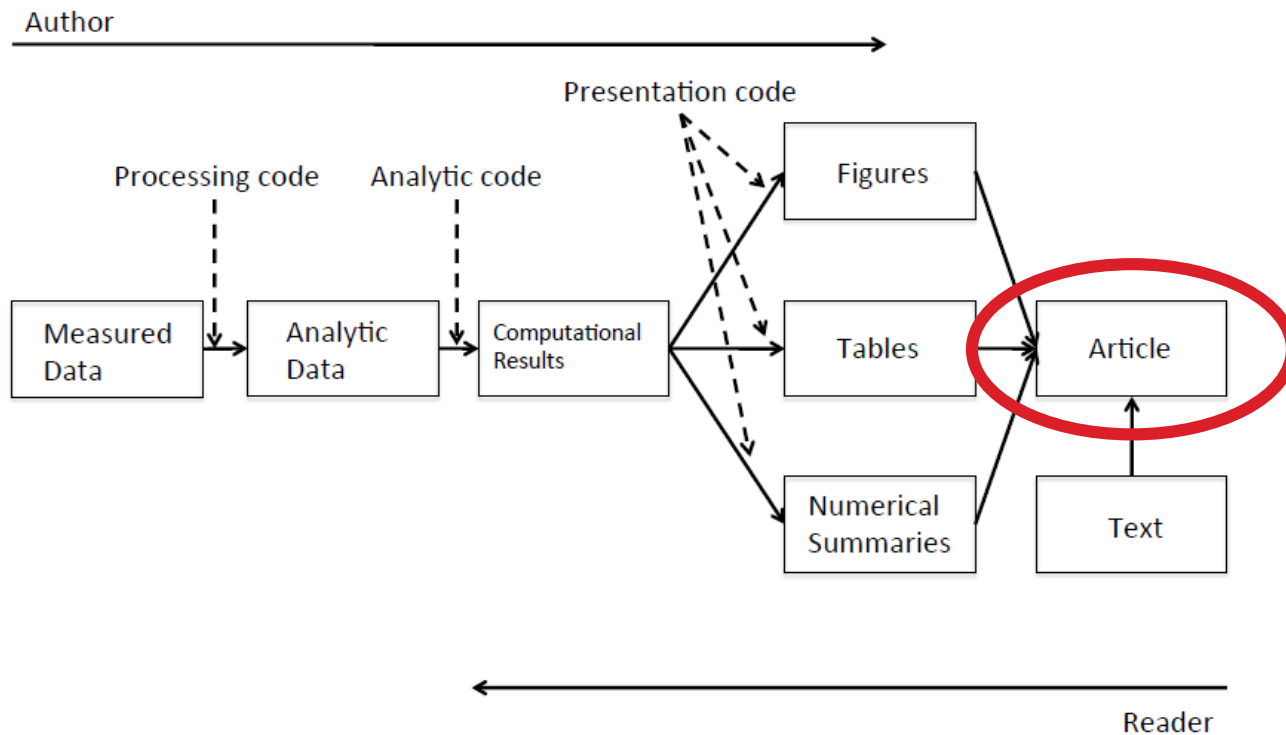 Author
Presentation code
Processing code
Analytic code
Figures
Measured
Data
Analytic
Data
Computational
Results
Tables
Article
Numerical
Summaries
Text
Reader